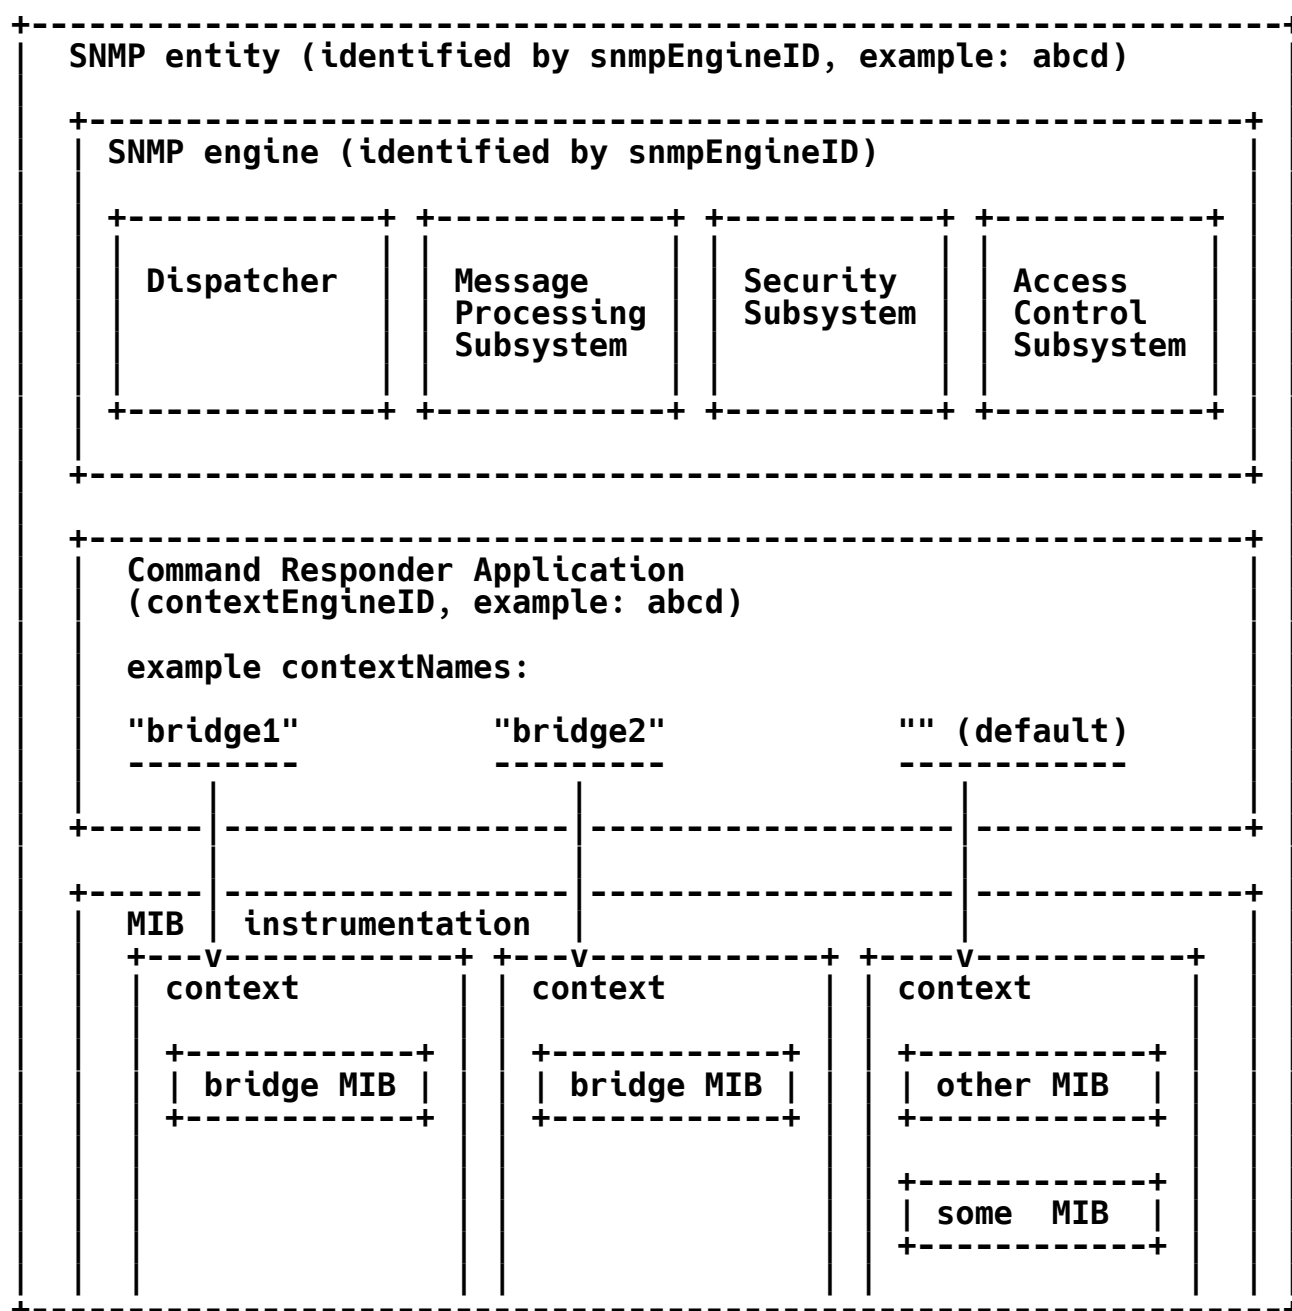 SNMP entity (identified by snmpEngineID, example: abcd)
SNMP engine (identified by snmpEngineID)
Dispatcher Message Security Access
Processing Subsystem Control
Subsystem Subsystem
Command Responder Application
(contextEngineID, example: abcd)
example contextNames:
"bridge1" "bridge2" "" (default)
MIB instrumentation
context context context
bridge MIB bridge MIB other MIB
some MIB